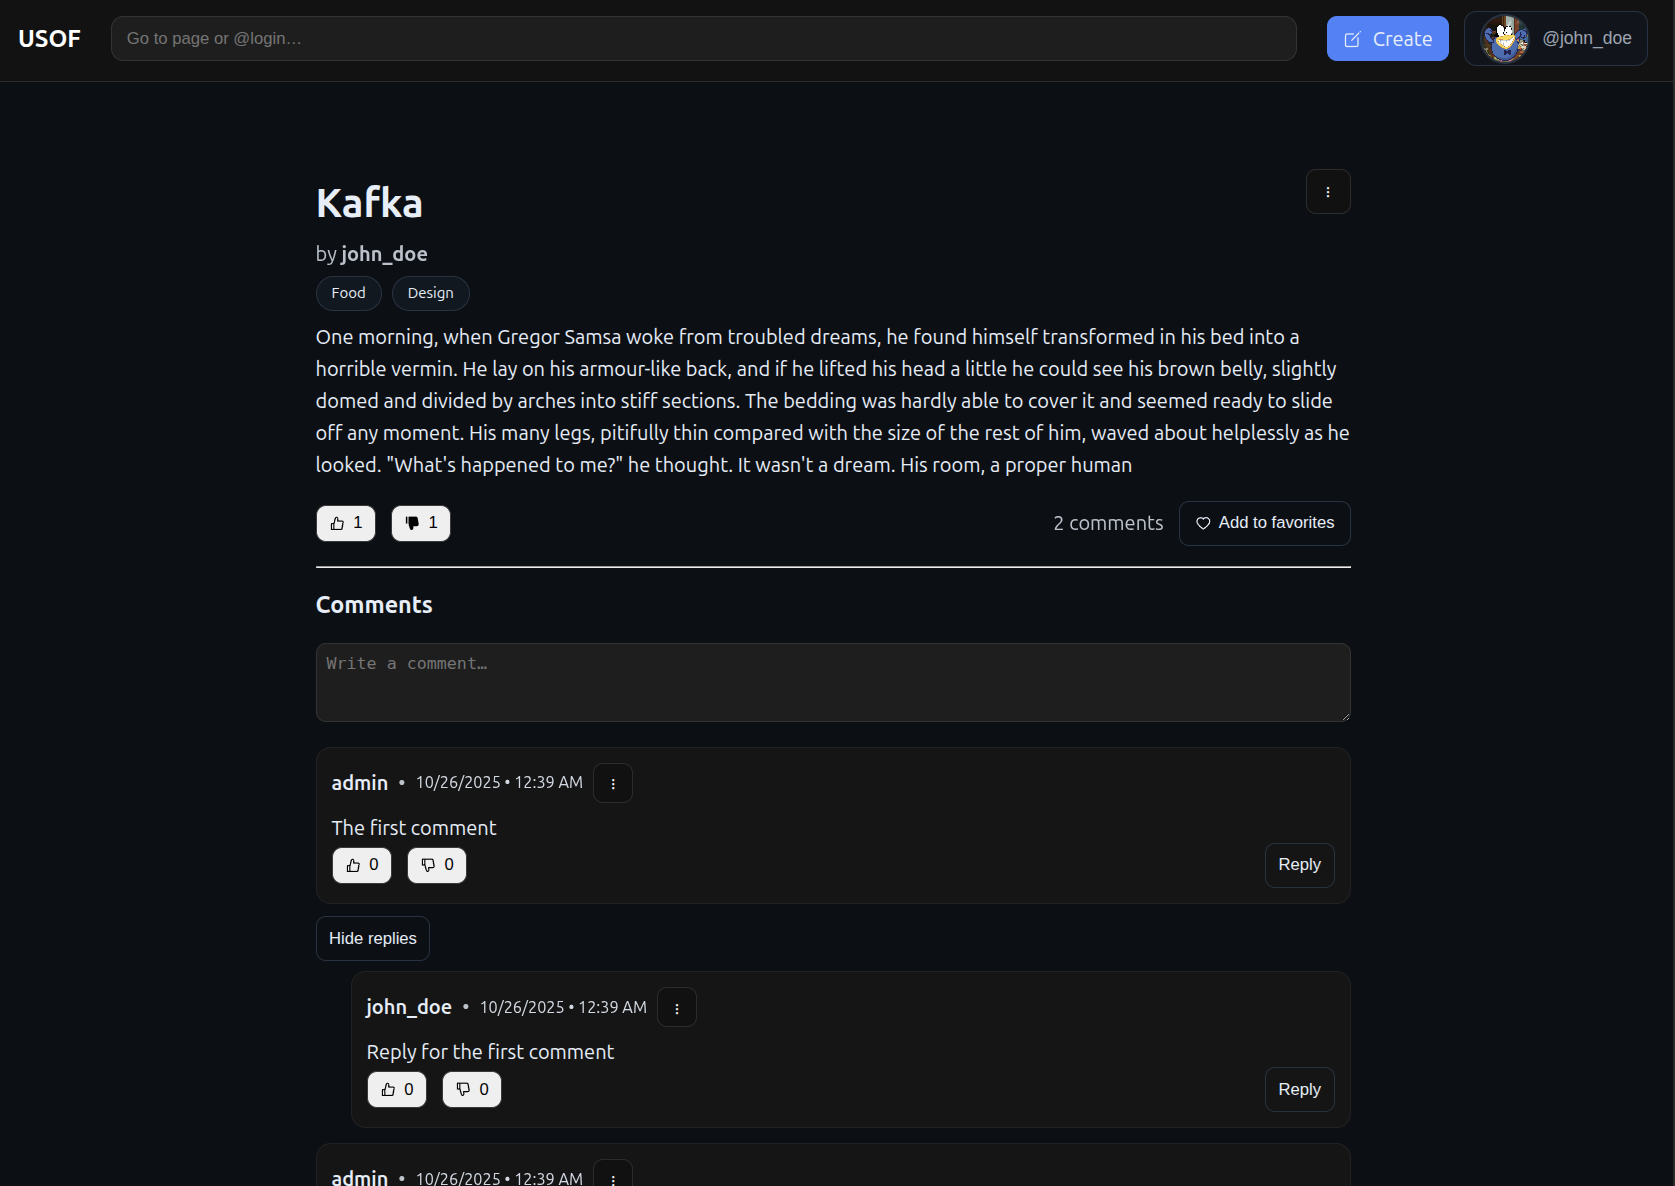 USOF
Go to page or @login…
Create
@john_doe
Kafka
by john_doe
Food
Design
One morning, when Gregor Samsa woke from troubled dreams, he found himself transformed in his bed into a
horrible vermin. He lay on his armour-like back, and if he lifted his head a little he could see his brown belly, slightly
domed and divided by arches into stiff sections. The bedding was hardly able to cover it and seemed ready to slide
off any moment. His many legs, pitifully thin compared with the size of the rest of him, waved about helplessly as he
looked. "What's happened to me?" he thought. It wasn't a dream. His room, a proper human
1
1
2 comments
Add to favorites
Comments
Write a comment…
admin • 10/26/2025 • 12:39 AM
The first comment
0
0
Reply
Hide replies
john_doe • 10/26/2025 • 12:39 AM
Reply for the first comment
0
0
Reply
admin • 10/26/2025 • 12:39 AM